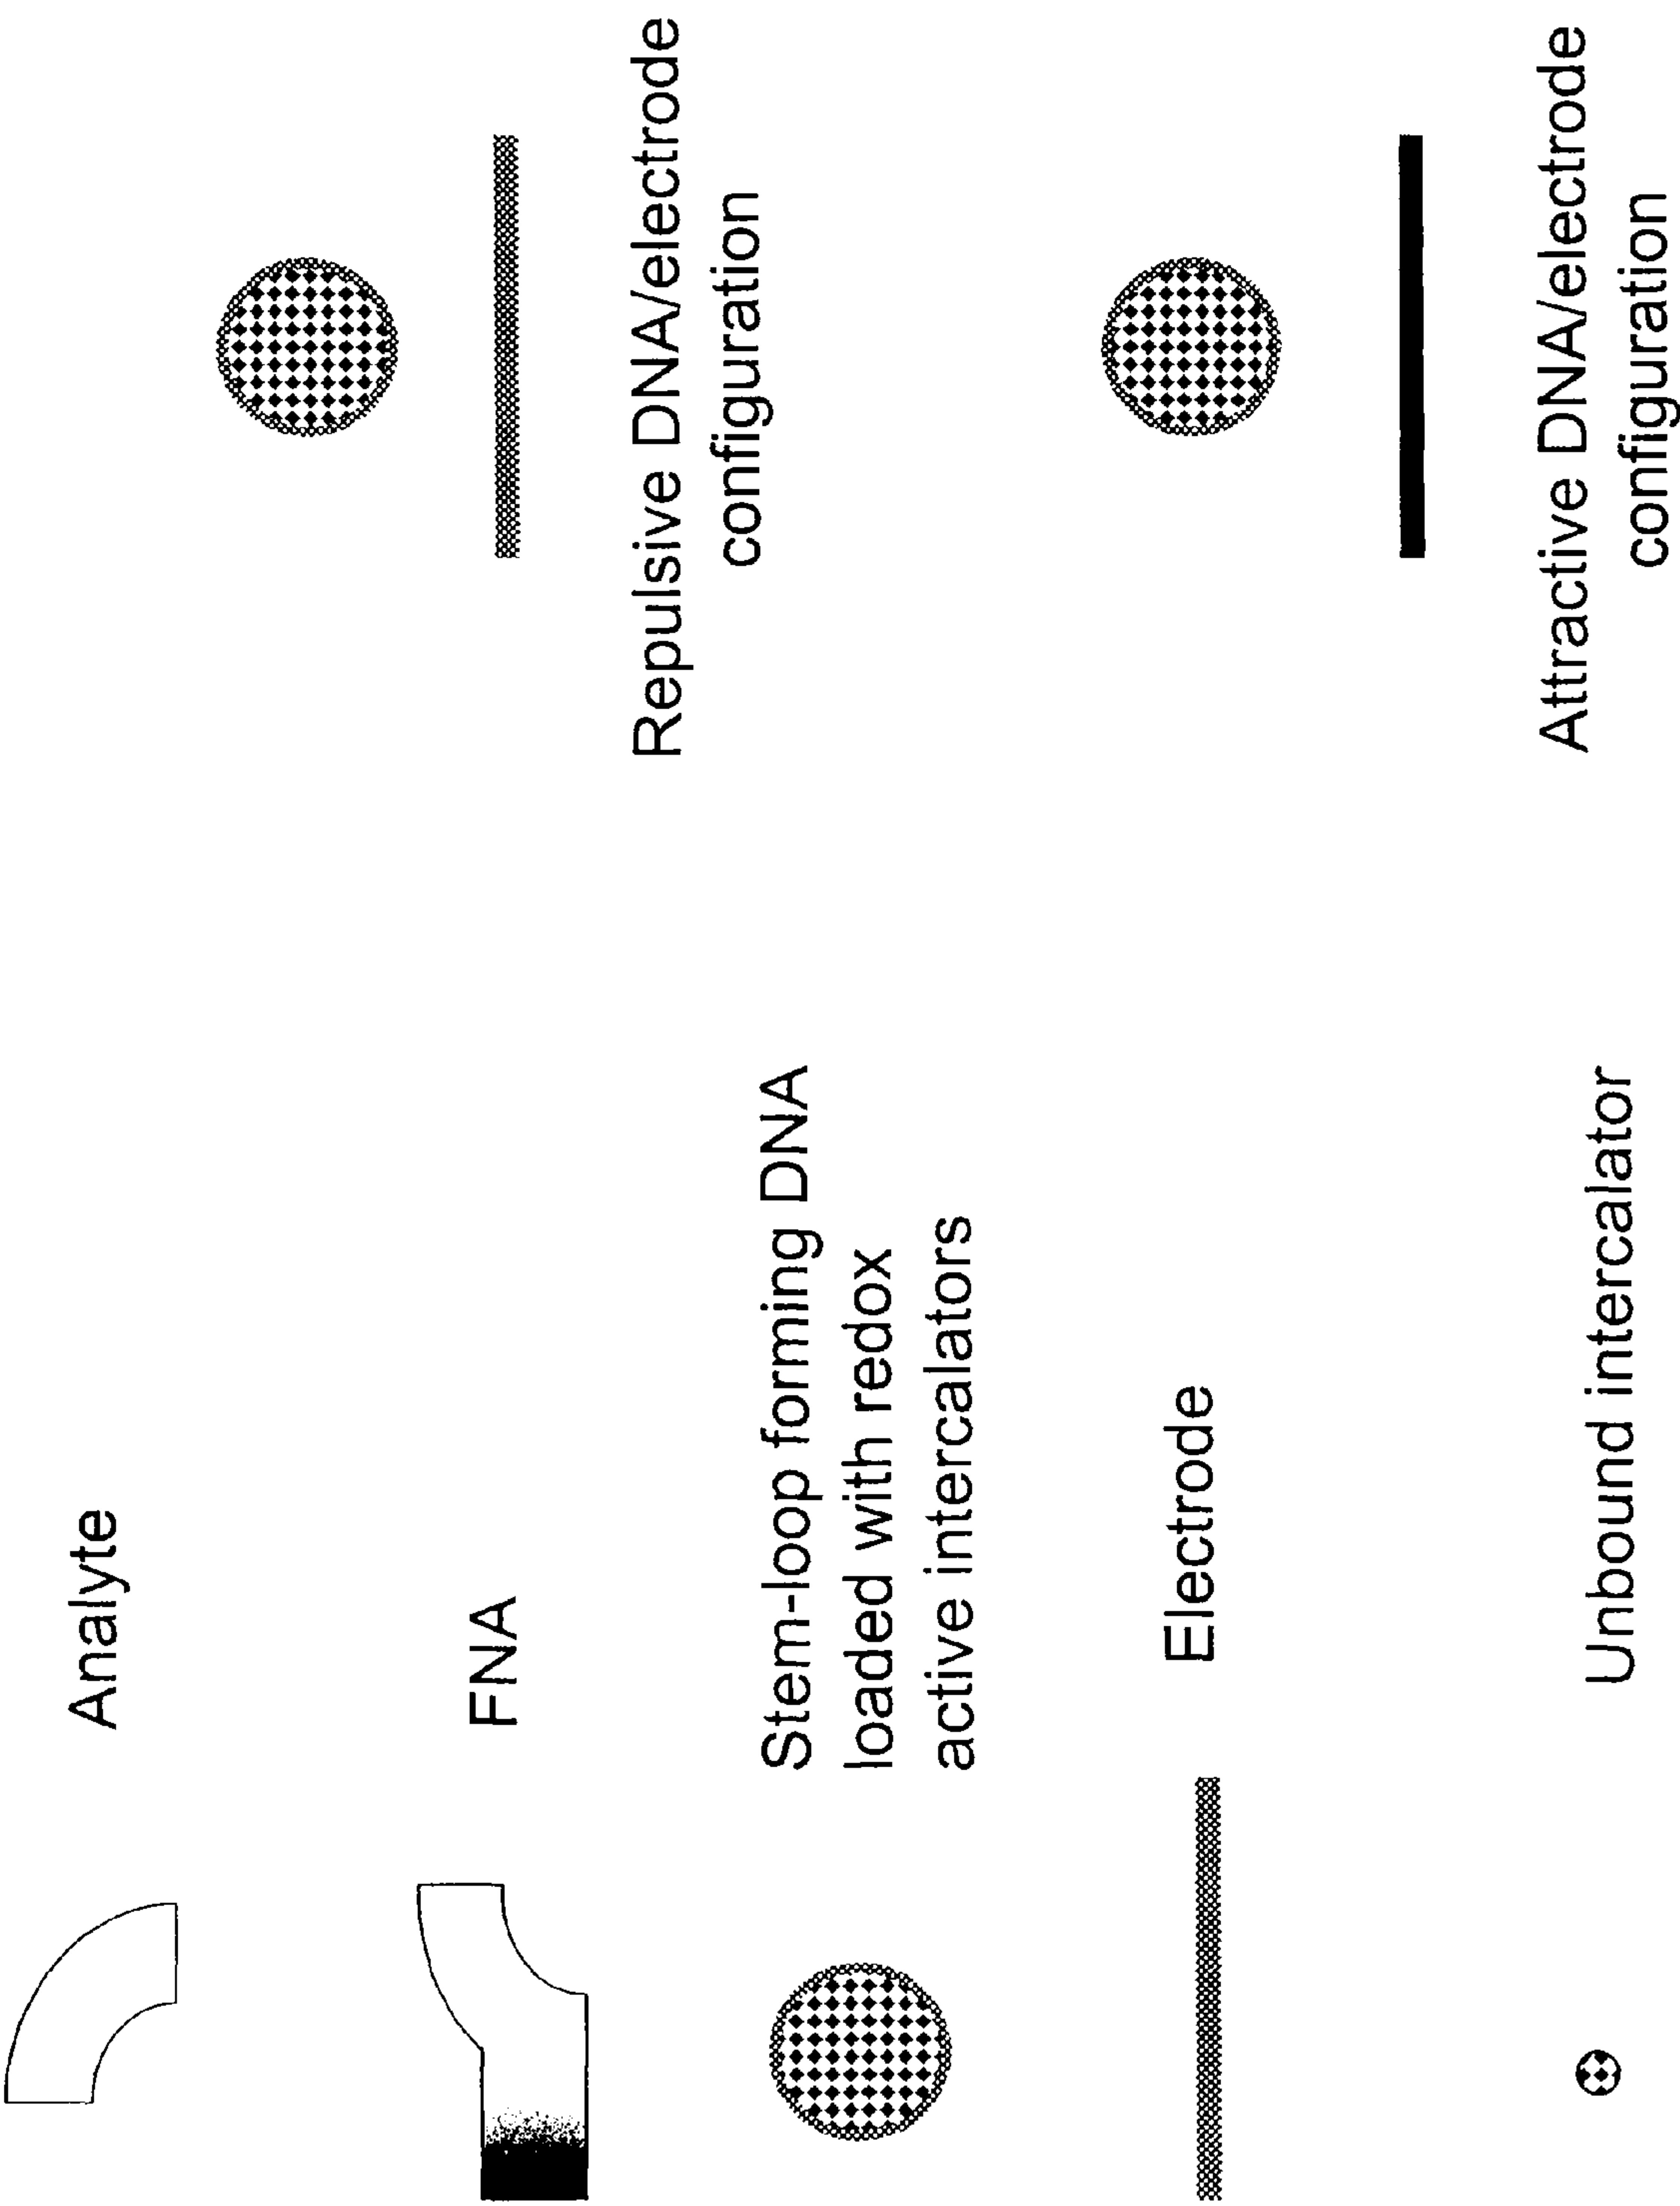 Analyte
FNA
Stem-loop forming DNA
loaded with redox
active intercalators
Electrode
Unbound intercalator
Repulsive DNA/electrode
configuration
Attractive DNA/electrode
configuration